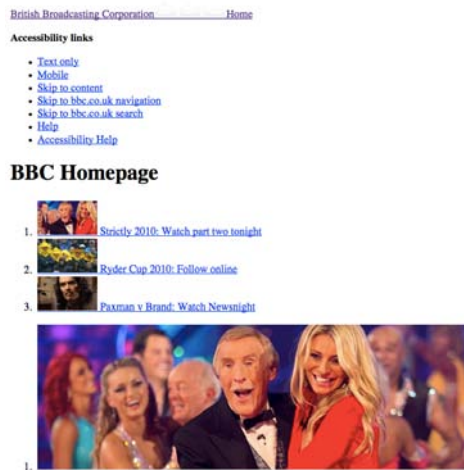 British Broadcasting Corporation Home
Accessibility links
• Text only
• Mobile
• Skip to content
• Skip to bbc.co.uk navigation
• Skip to bbc.co.uk search
• Help
• Accessibility Help
BBC Homepage
1. Strictly 2010: Watch part two tonight
2. Ryder Cup 2010: Follow online
3. Paxman v Brand: Watch Newsnight
1.